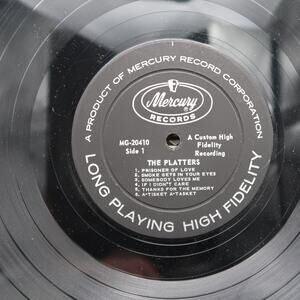 A PRODUCT OF MERCURY RECORD CORPORATION
Mercury
RECORDS
MG-20410
Side 1
A Custom High
Fidelity
Recording
THE PLATTERS
1. PRISONER OF LOVE
2. SMOKE GETS IN YOUR EYES
3. SOMEBODY LOVES ME
4. IF I DIDN'T CARE
5. THANKS FOR THE MEMORY
6. A-TISKET A-TASKET
LONG PLAYING HIGH FIDELITY